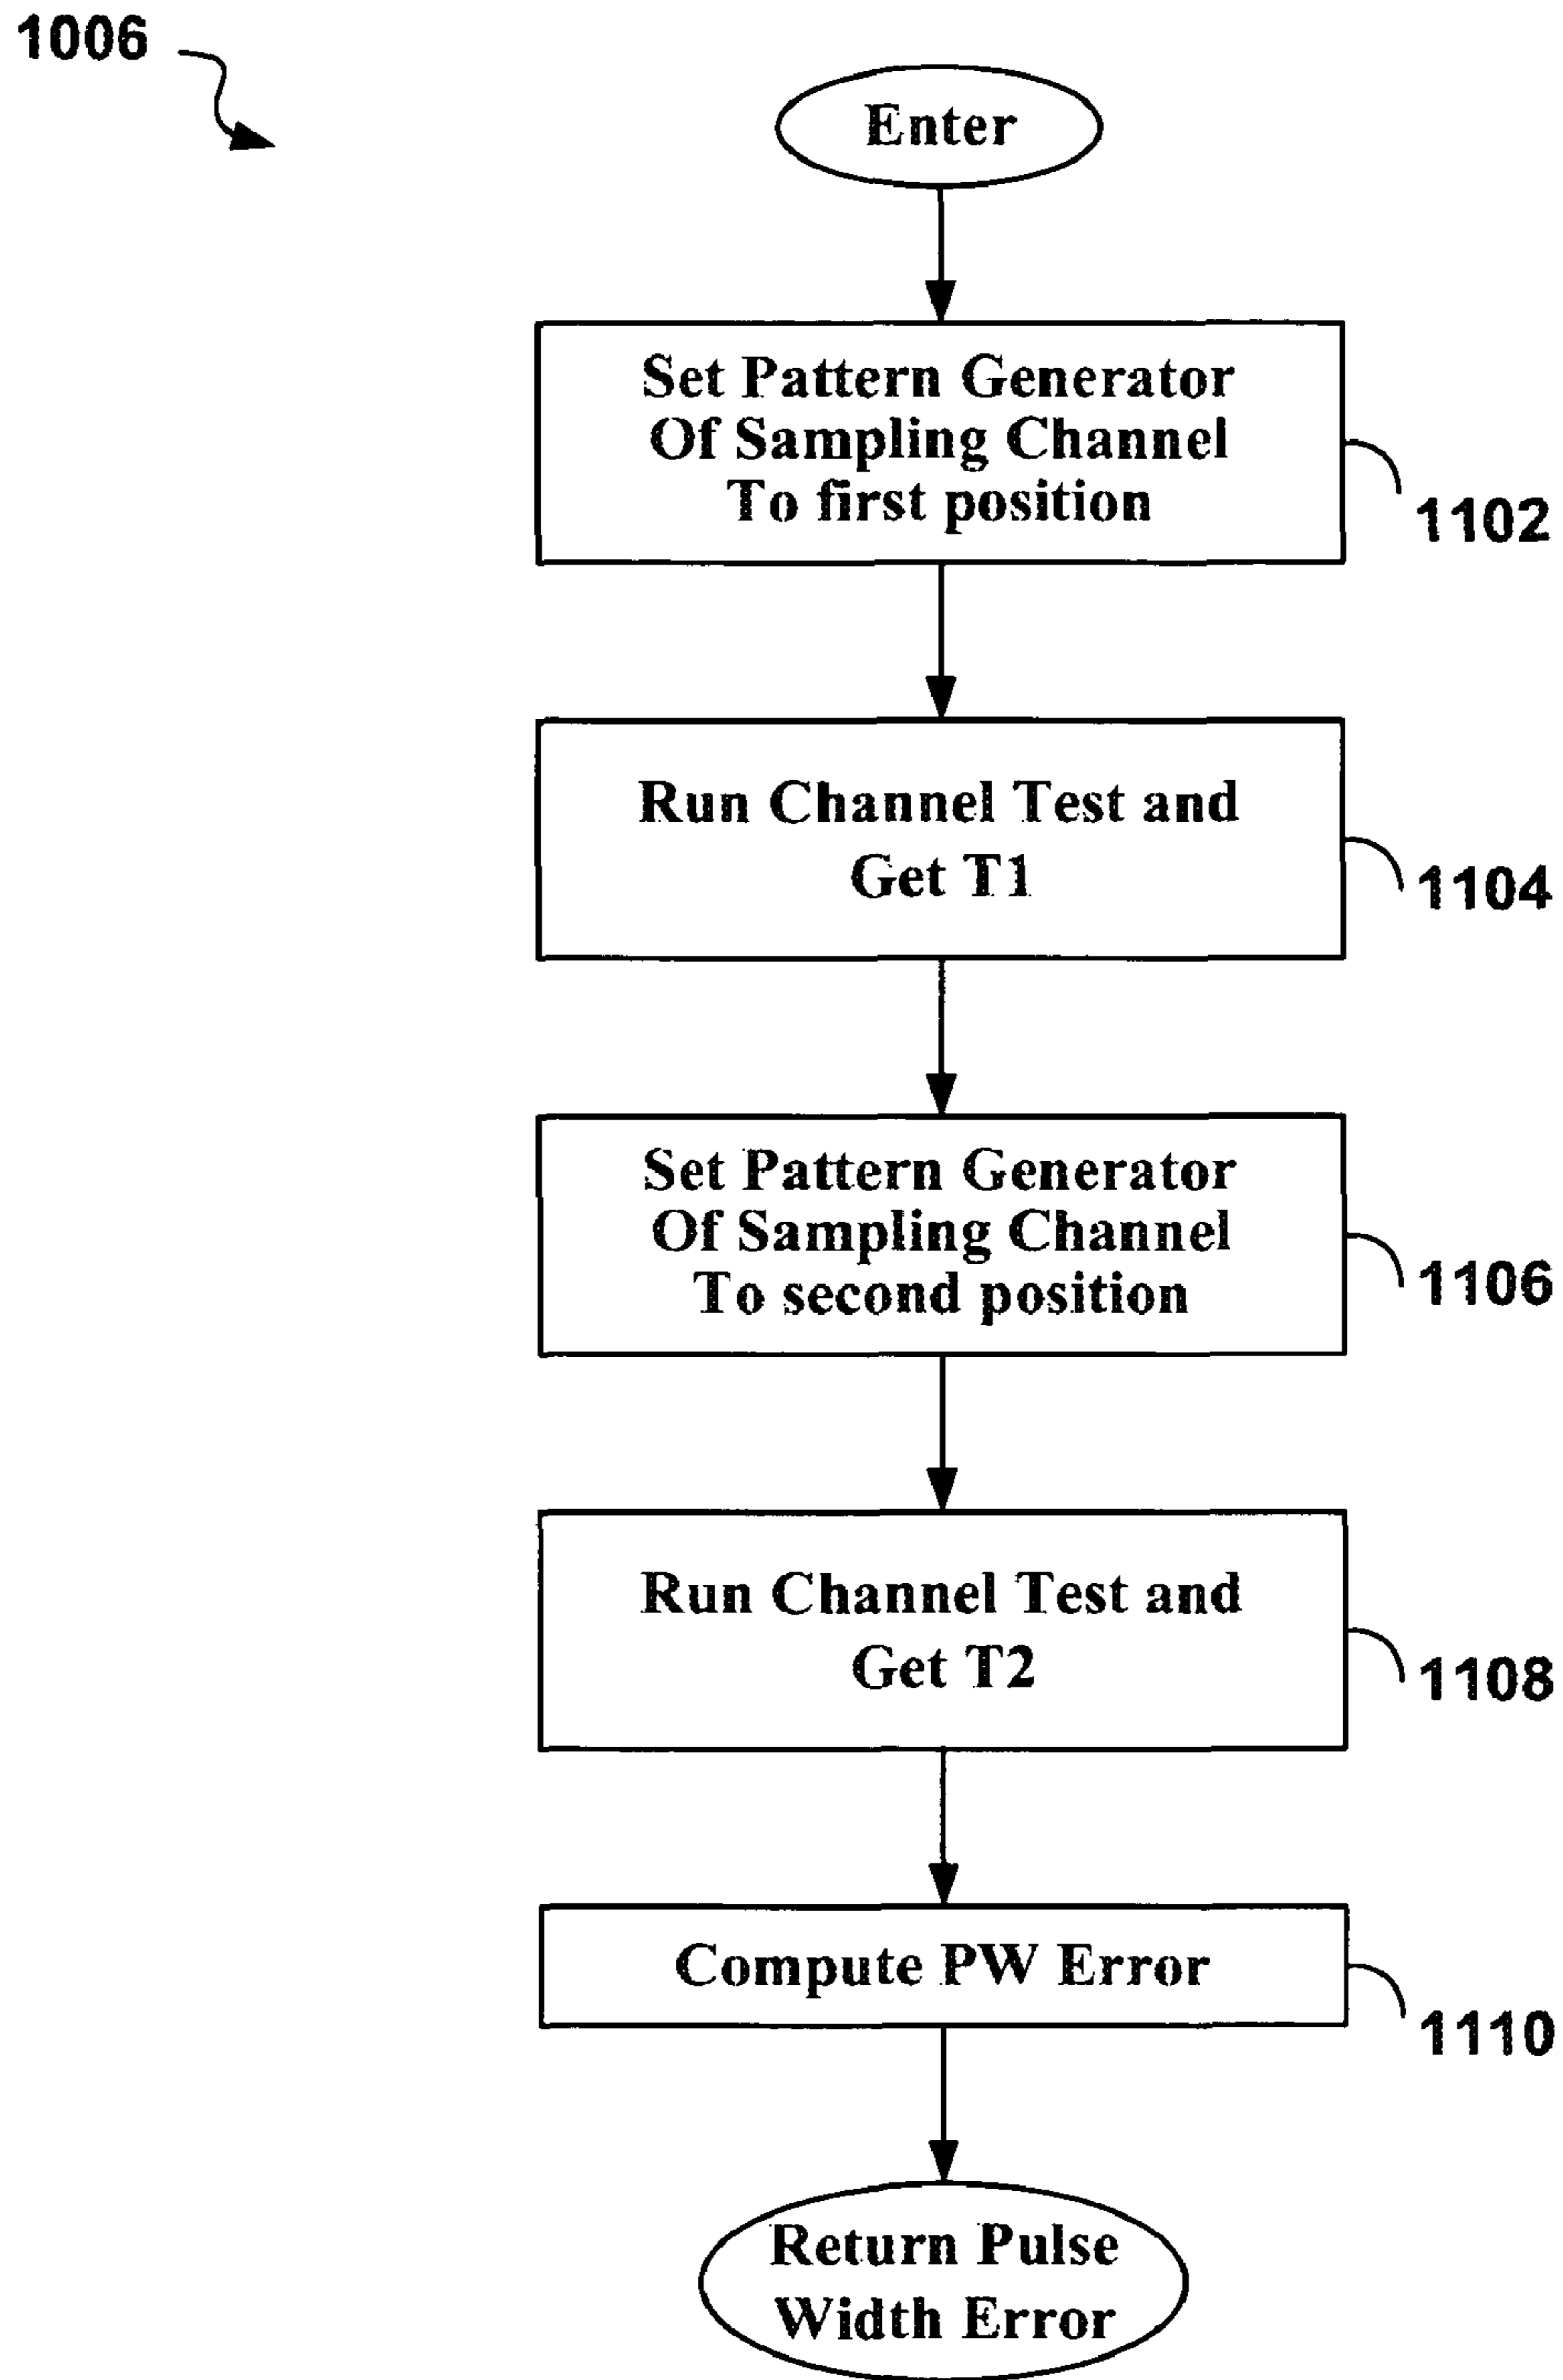 1006
Enter
Set Pattern Generator
Of Sampling Channel
To first position
1102
Run Channel Test and
Get T1
1104
Set Pattern Generator
Of Sampling Channel
To second position
1106
Run Channel Test and
Get T2
1108
Compute PW Error
1110
Return Pulse
Width Error